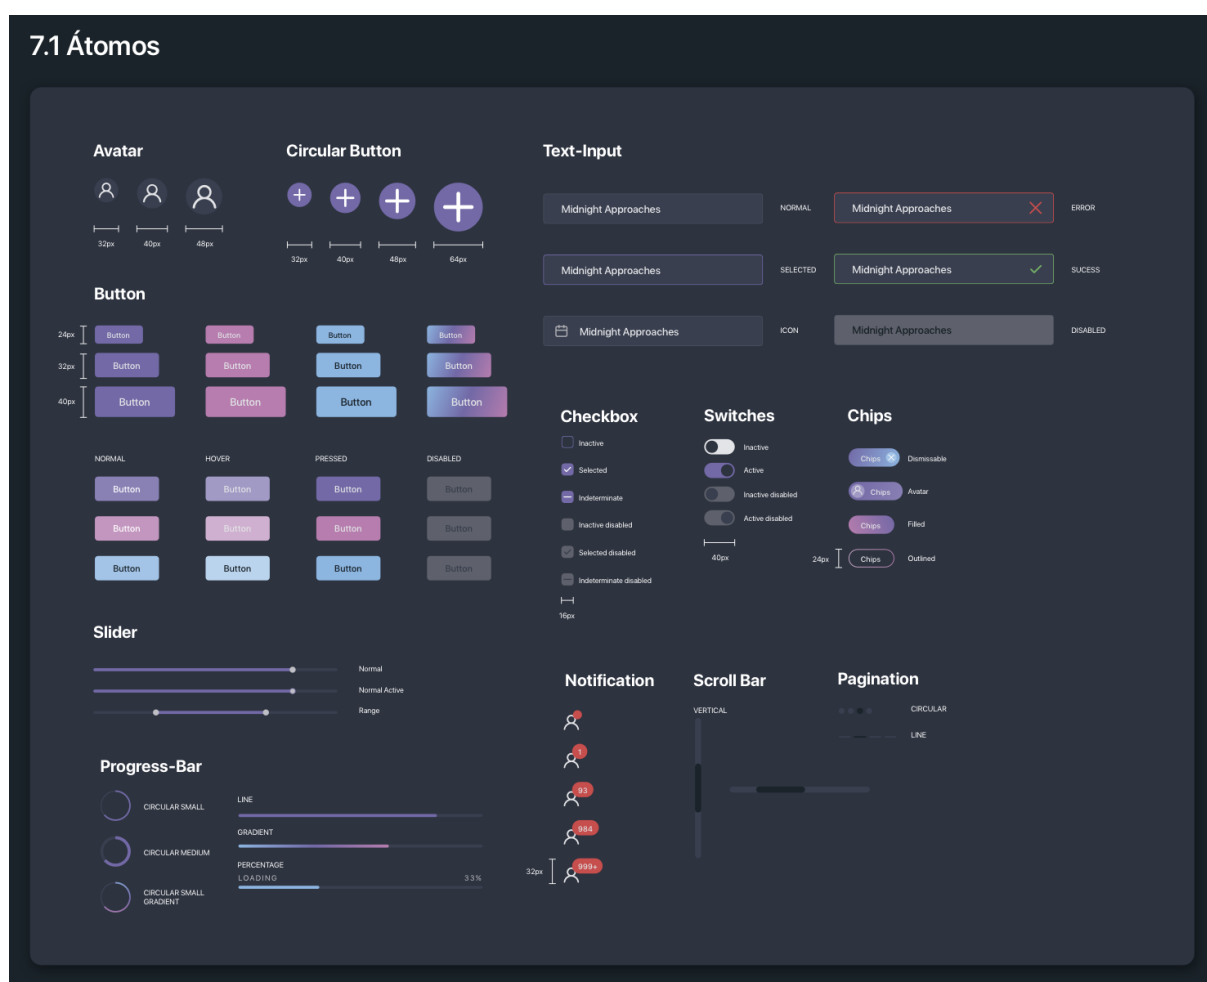 7.1 Átomos
Avatar
32px
40px
48px
Circular Button
32px
40px
48px
64px
Button
24px
Button
Button
Button
Button
32px
Button
Button
Button
Button
40px
Button
Button
Button
Button
NORMAL
HOVER
PRESSED
DISABLED
Button
Button
Button
Button
Button
Button
Button
Button
Button
Button
Button
Button
Slider
Normal
Normal Active
Range
Progress-Bar
CIRCULAR SMALL
CIRCULAR MEDIUM
CIRCULAR SMALL
GRADIENT
LINE
GRADIENT
PERCENTAGE
LOADING
33%
Text-Input
Midnight Approaches
NORMAL
Midnight Approaches
ERROR
Midnight Approaches
SELECTED
Midnight Approaches
SUCESS
Midnight Approaches
ICON
Midnight Approaches
DISABLED
Checkbox
Inactive
Selected
Indeterminate
Inactive disabled
Selected disabled
Indeterminate disabled
16px
Switches
Inactive
Active
Inactive disabled
Active disabled
40px
Chips
Chips
Dismissable
Chips
Avatar
Chips
Filled
24px
Chips
Outlined
Notification
1
93
984
32px
999+
Scroll Bar
VERTICAL
Pagination
CIRCULAR
LINE